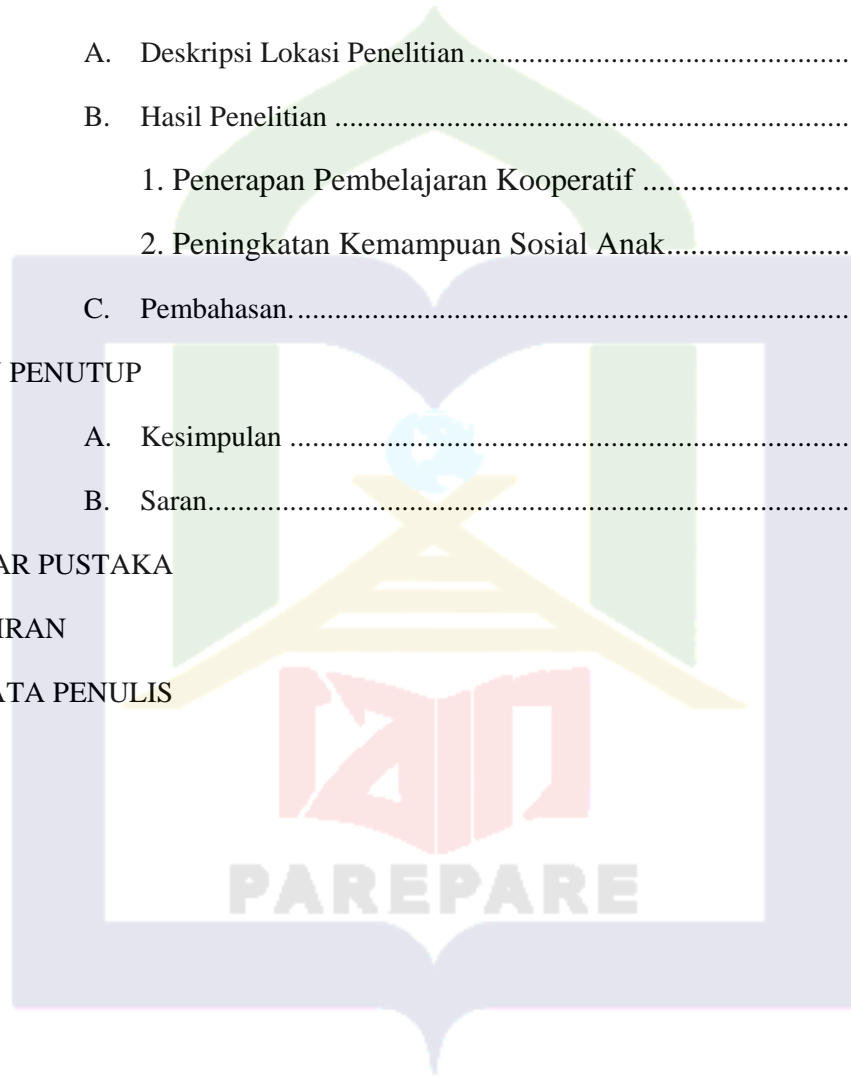 A. Deskripsi Lokasi Penelitian ................................................
B. Hasil Penelitian ................................................................
1. Penerapan Pembelajaran Kooperatif ..........................
2. Peningkatan Kemampuan Sosial Anak.......................
C. Pembahasan......................................................................
PENUTUP
A. Kesimpulan ......................................................................
B. Saran..................................................................................
AR PUSTAKA
IRAN
ATA PENULIS
PAREPARE